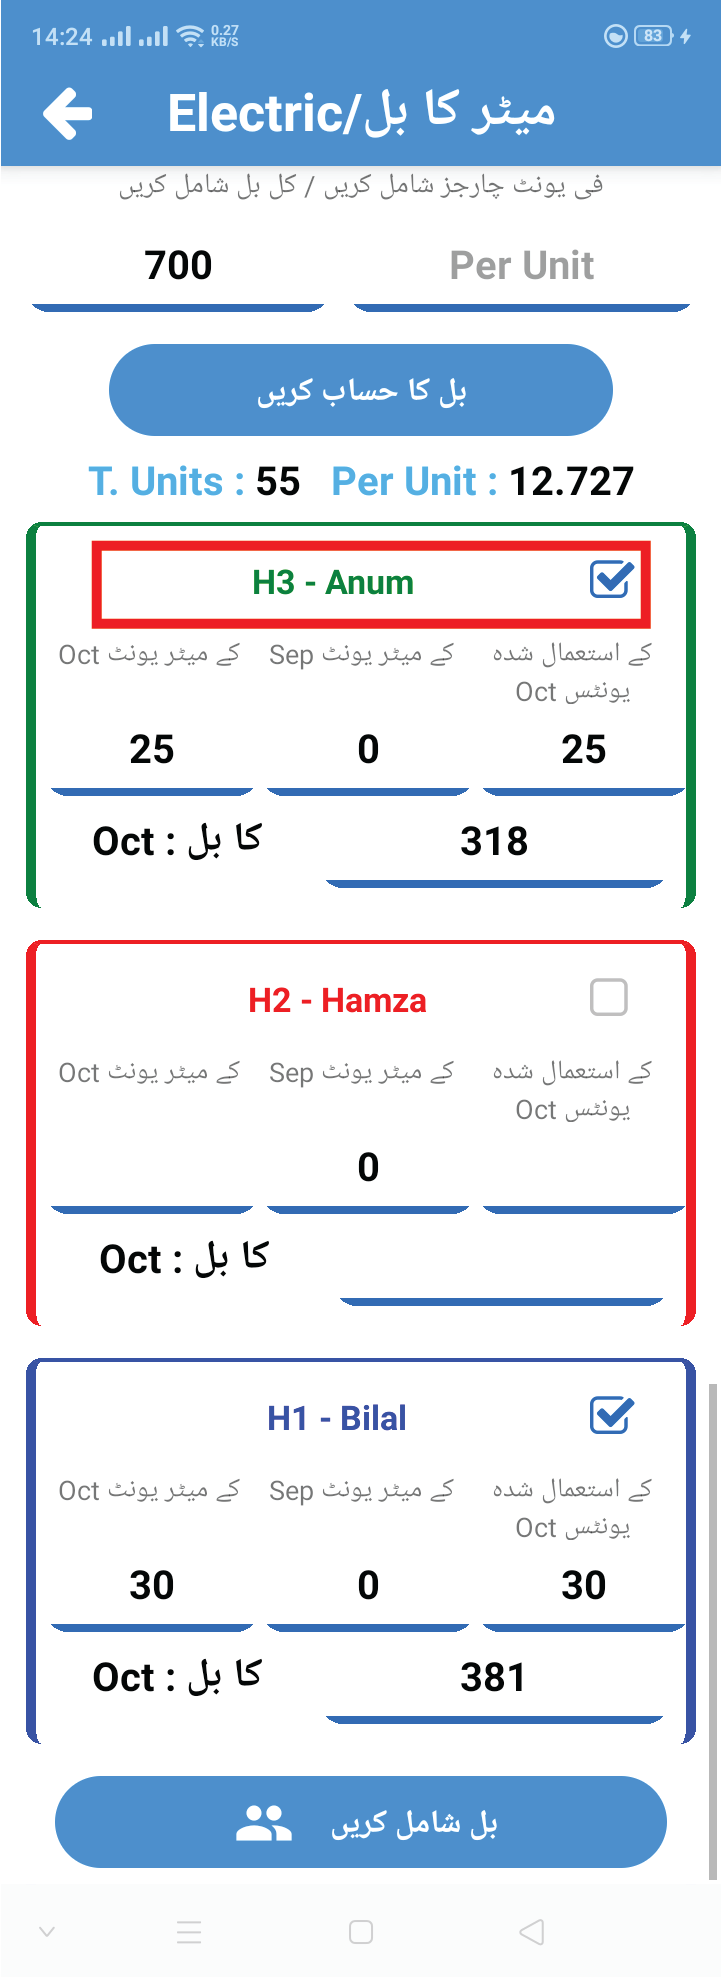 14:24 0.27 KB/S 83
Electric/میٹر کا بل
فی یونٹ چارجز شامل کریں / کل بل شامل کریں
700 Per Unit
بل کا حساب کریں
T. Units : 55 Per Unit : 12.727
H3 - Anum
Oct کے میٹر یونٹ Sep کے میٹر یونٹ کے استعمال شدہ
یونٹس Oct
25 0 25
Oct : کا بل 318
H2 - Hamza
Oct کے میٹر یونٹ Sep کے میٹر یونٹ کے استعمال شدہ
یونٹس Oct
0
Oct : کا بل
H1 - Bilal
Oct کے میٹر یونٹ Sep کے میٹر یونٹ کے استعمال شدہ
یونٹس Oct
30 0 30
Oct : کا بل 381
بل شامل کریں